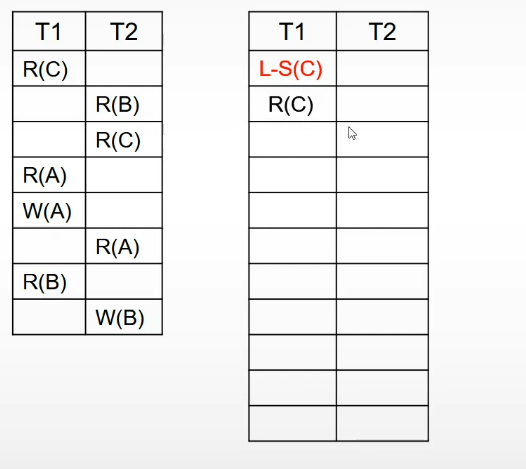 T1 T2
R(C)
R(B)
R(C)
R(A)
W(A)
R(A)
R(B)
W(B)
T1 T2
L-S(C)
R(C)